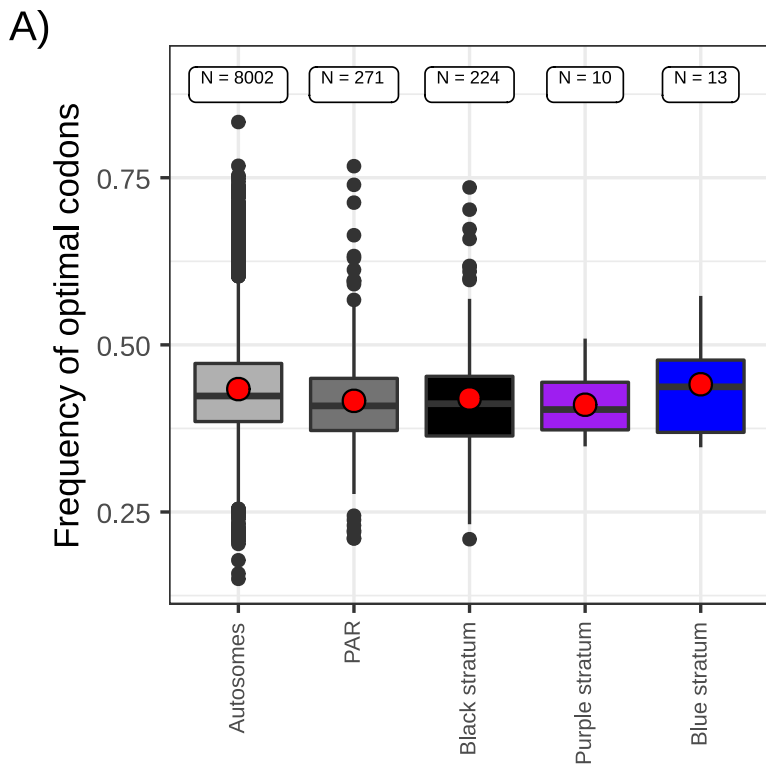 A)
N = 8002
N = 271
N = 224
N = 10
N = 13
Frequency of optimal codons
0.75
0.50
0.25
Autosomes
PAR
Black stratum
Purple stratum
Blue stratum